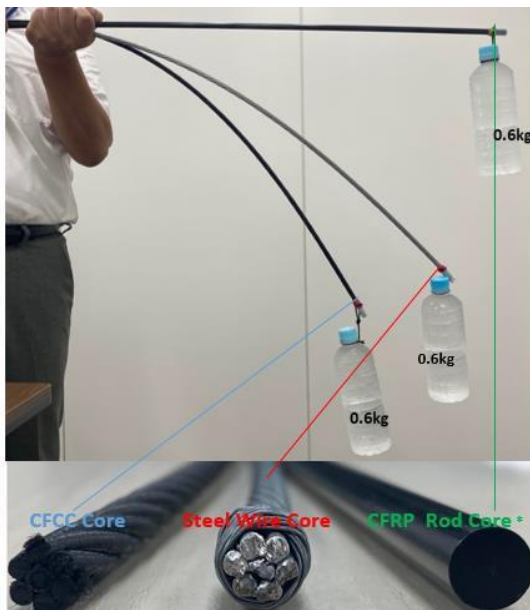 0.6kg
0.6kg
0.6kg
CFCC Core
Steel Wire Core
CFRP Rod Core *